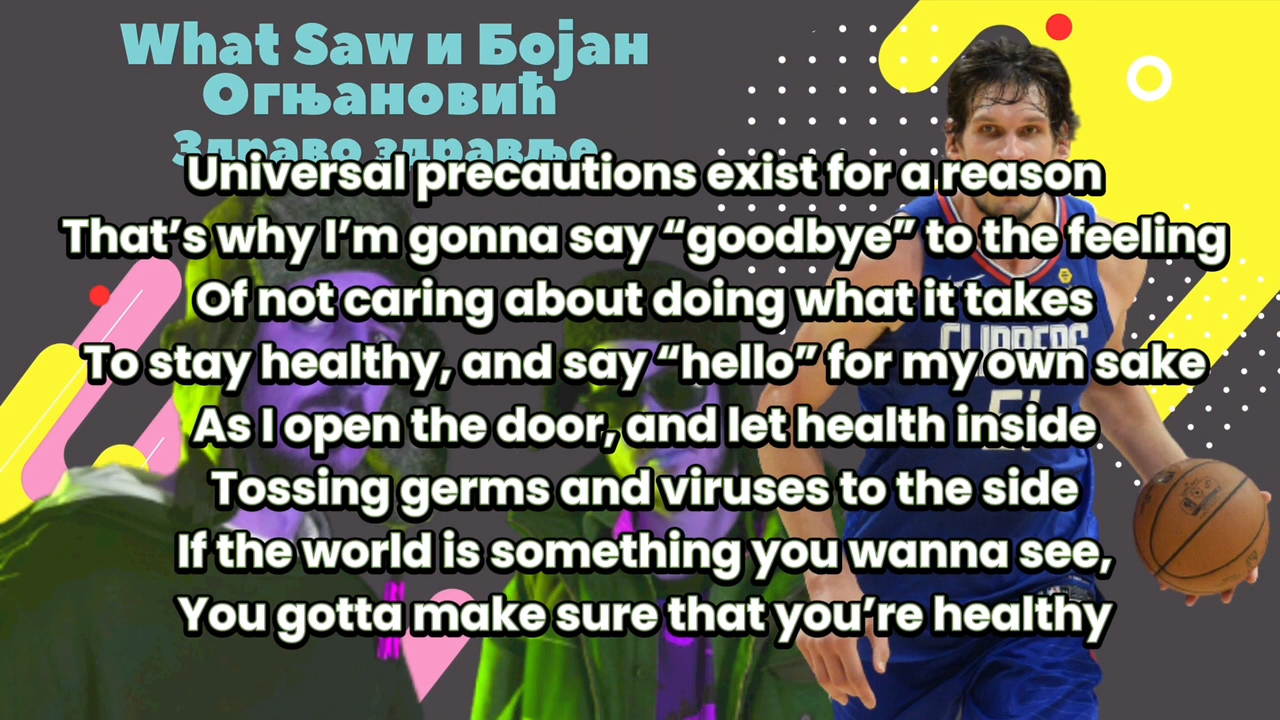 What Saw и Бојан
Огњановић
Здраво здравље
Universal precautions exist for a reason
That’s why I’m gonna say “goodbye” to the feeling
Of not caring about doing what it takes
To stay healthy, and say “hello” for my own sake
As I open the door, and let health inside
Tossing germs and viruses to the side
If the world is something you wanna see,
You gotta make sure that you’re healthy
CLIPPERS